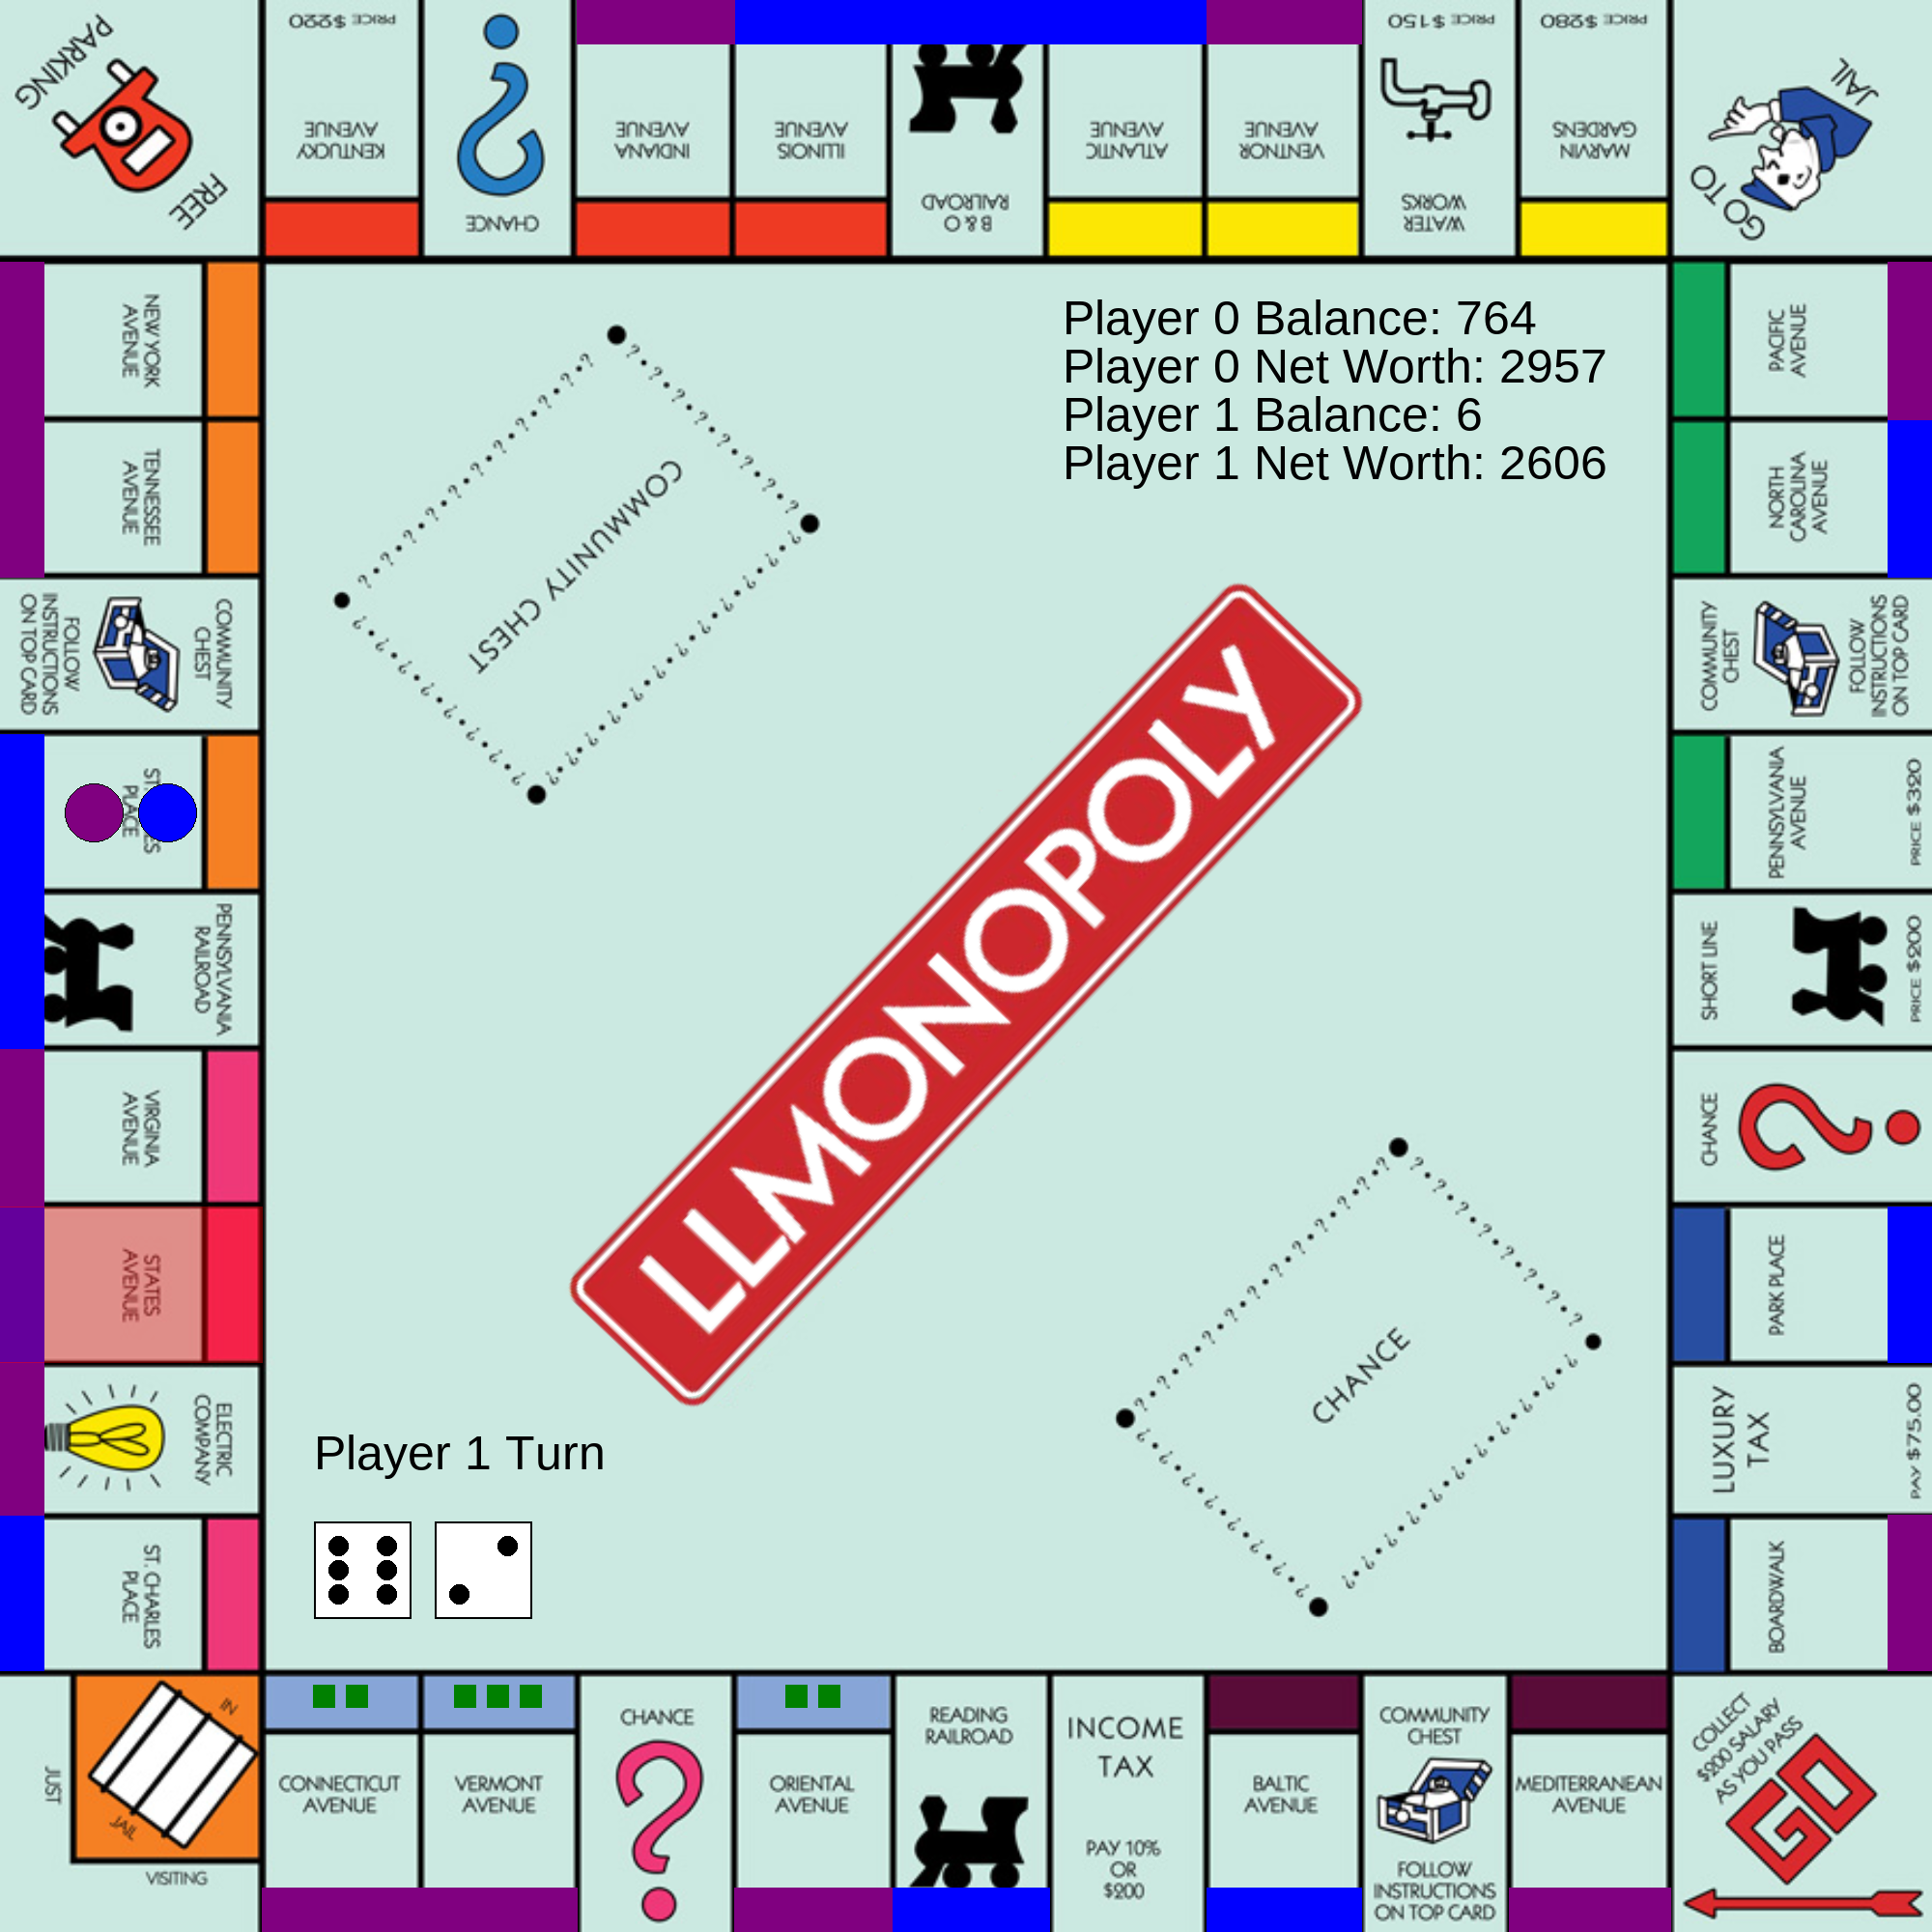 FREE
PARKING
PRICE $220
KENTUCKY
AVENUE
CHANCE
INDIANA
AVENUE
ILLINOIS
AVENUE
B & O
RAILROAD
ATLANTIC
AVENUE
VENTNOR
AVENUE
PRICE $150
WATER
WORKS
PRICE $280
MARVIN
GARDENS
GO TO
JAIL
NEW YORK
AVENUE
TENNESSEE
AVENUE
COMMUNITY
CHEST
FOLLOW
INSTRUCTIONS
ON TOP CARD
PLACE
PENNSYLVANIA
RAILROAD
VIRGINIA
AVENUE
STATES
AVENUE
ELECTRIC
COMPANY
ST. CHARLES
PLACE
Player 0 Balance: 764
Player 0 Net Worth: 2957
Player 1 Balance: 6
Player 1 Net Worth: 2606
COMMUNITY CHEST
LLMONOPOLY
CHANCE
Player 1 Turn
PACIFIC
AVENUE
NORTH
CAROLINA
AVENUE
COMMUNITY
CHEST
FOLLOW
INSTRUCTIONS
ON TOP CARD
PENNSYLVANIA
AVENUE
PRICE $320
SHORT LINE
PRICE $200
CHANCE
PARK PLACE
LUXURY
TAX
PAY $75.00
BOARDWALK
JUST
VISITING
IN
JAIL
CONNECTICUT
AVENUE
VERMONT
AVENUE
CHANCE
ORIENTAL
AVENUE
READING
RAILROAD
INCOME
TAX
PAY 10%
OR
$200
BALTIC
AVENUE
COMMUNITY
CHEST
FOLLOW
INSTRUCTIONS
ON TOP CARD
MEDITERRANEAN
AVENUE
COLLECT
$200 SALARY
AS YOU PASS
GO